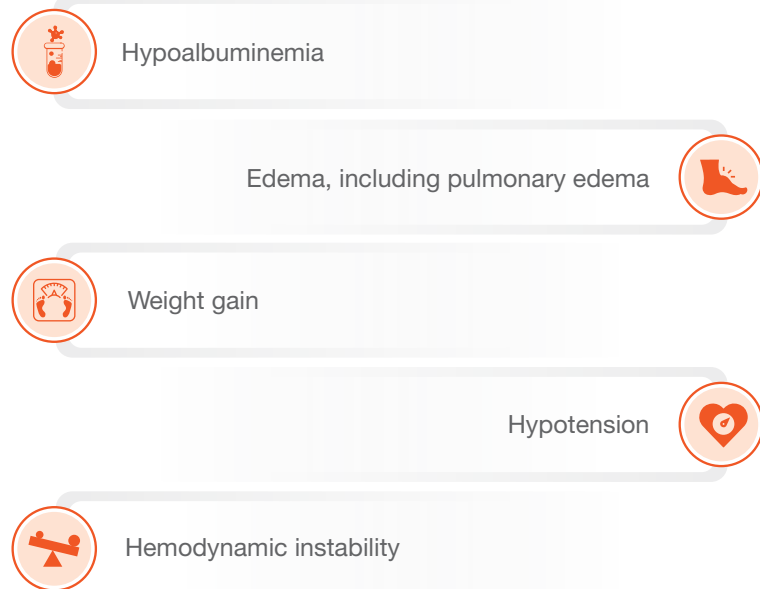 Hypoalbuminemia
Edema, including pulmonary edema
Weight gain
Hypotension
Hemodynamic instability